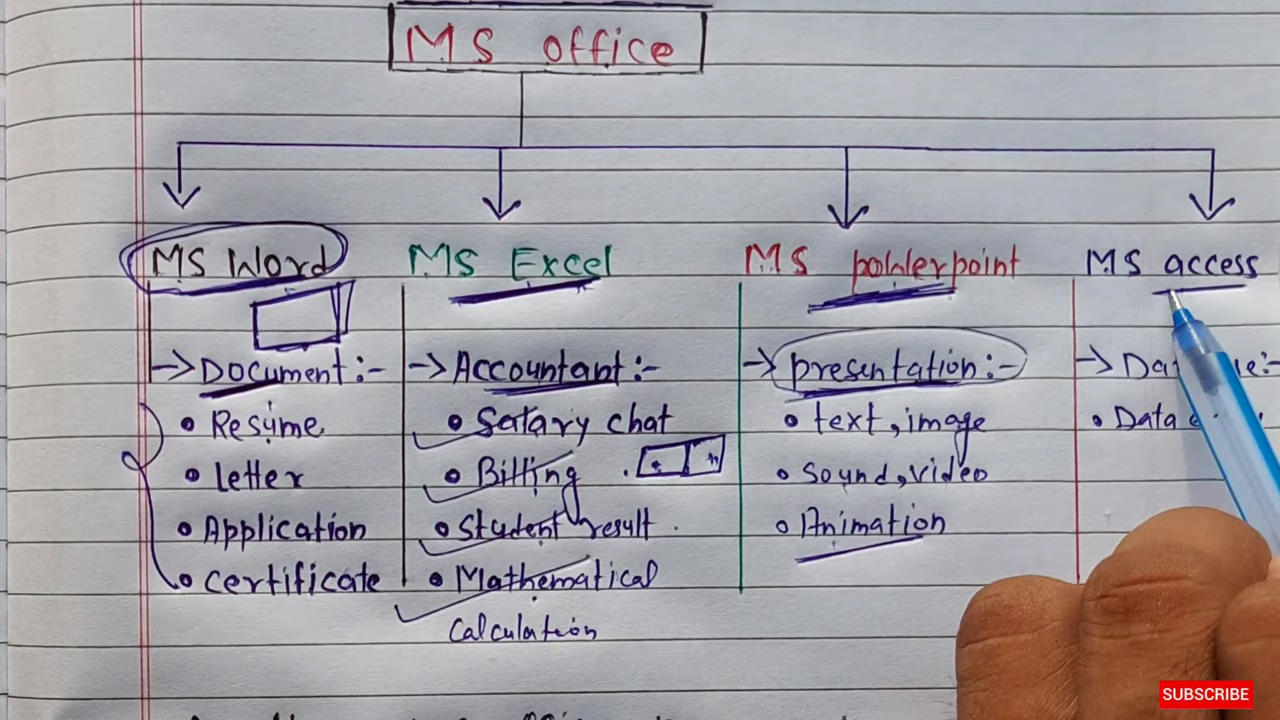 MS office
MS Word
MS Excel
MS powerpoint
MS access
→ Document:-
• Resume
• letter
• Application
• certificate
→ Accountant:-
• Salary chat
• Billing
• Student result
• Mathematical
calculation
→ presentation:-
• text, image
• sound, video
• Animation
→
• Data
SUBSCRIBE